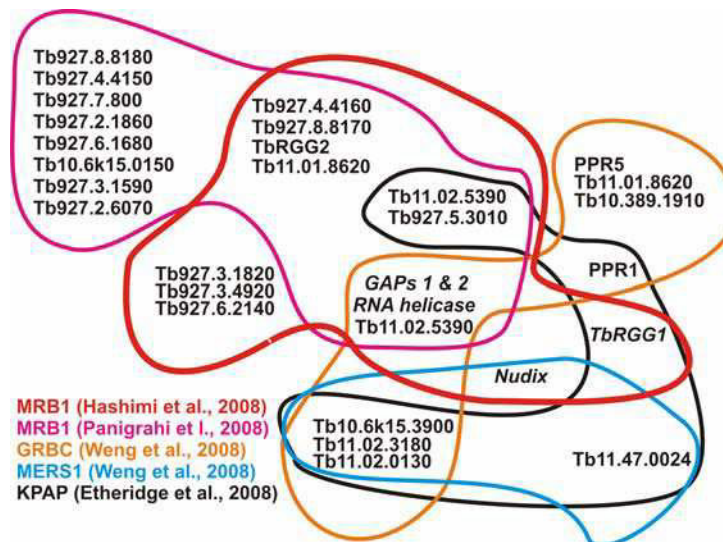 Tb927.8.8180
Tb927.4.4150
Tb927.7.800
Tb927.2.1860
Tb927.6.1680
Tb10.6k15.0150
Tb927.3.1590
Tb927.2.6070
Tb927.4.4160
Tb927.8.8170
TbRGG2
Tb11.01.8620
PPR5
Tb11.01.8620
Tb10.389.1910
Tb11.02.5390
Tb927.5.3010
PPR1
Tb927.3.1820
Tb927.3.4920
Tb927.6.2140
GAPs 1 & 2
RNA helicase
Tb11.02.5390
TbRGG1
Nudix
Tb10.6k15.3900
Tb11.02.3180
Tb11.02.0130
Tb11.47.0024
MRB1 (Hashimi et al., 2008)
MRB1 (Panigrahi et l., 2008)
GRBC (Weng et al., 2008)
MERS1 (Weng et al., 2008)
KPAP (Etheridge et al., 2008)